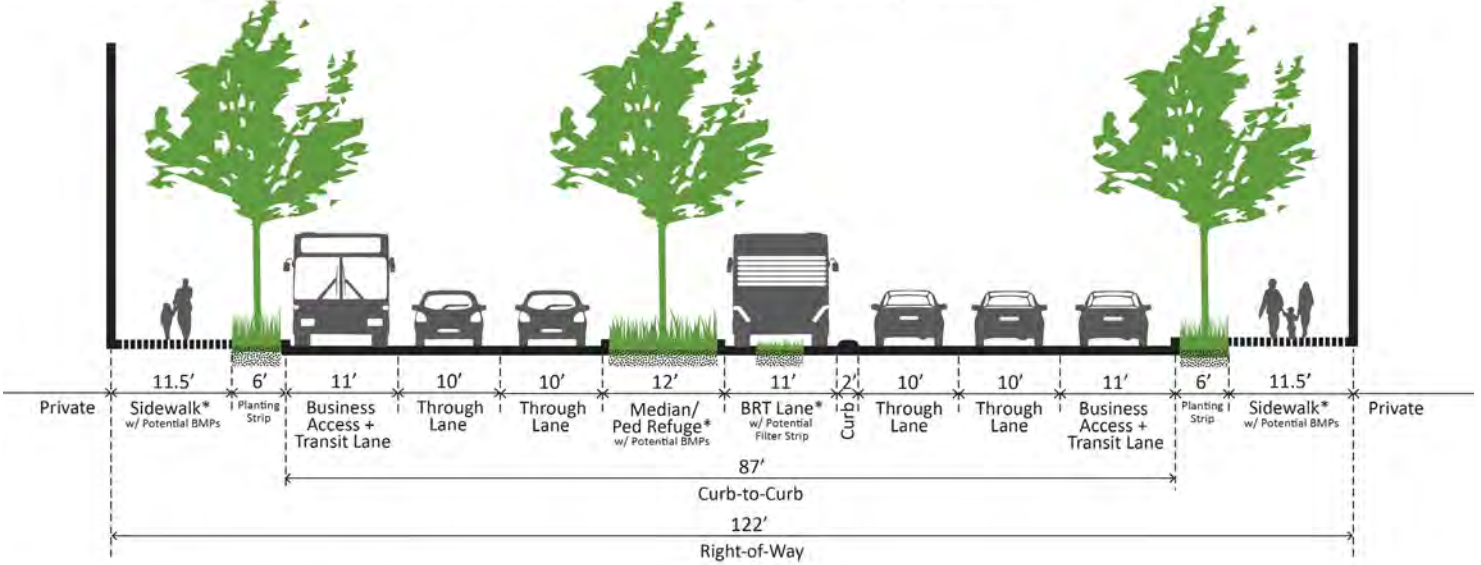 11.5’ 6’ 11’ 10’ 10’ 12’ 11’ 2’ 10’ 10’ 11’ 6’ 11.5’
Private
Sidewalk*
w/ Potential BMPs
Planting
Strip
Business
Access +
Transit Lane
Through
Lane
Through
Lane
Median/
Ped Refuge*
w/ Potential BMPs
BRT Lane*
w/ Potential
Filter Strip
Curb
Through
Lane
Through
Lane
Business
Access +
Transit Lane
Planting
Strip
Sidewalk*
w/ Potential BMPs
Private
87’
Curb-to-Curb
122’
Right-of-Way